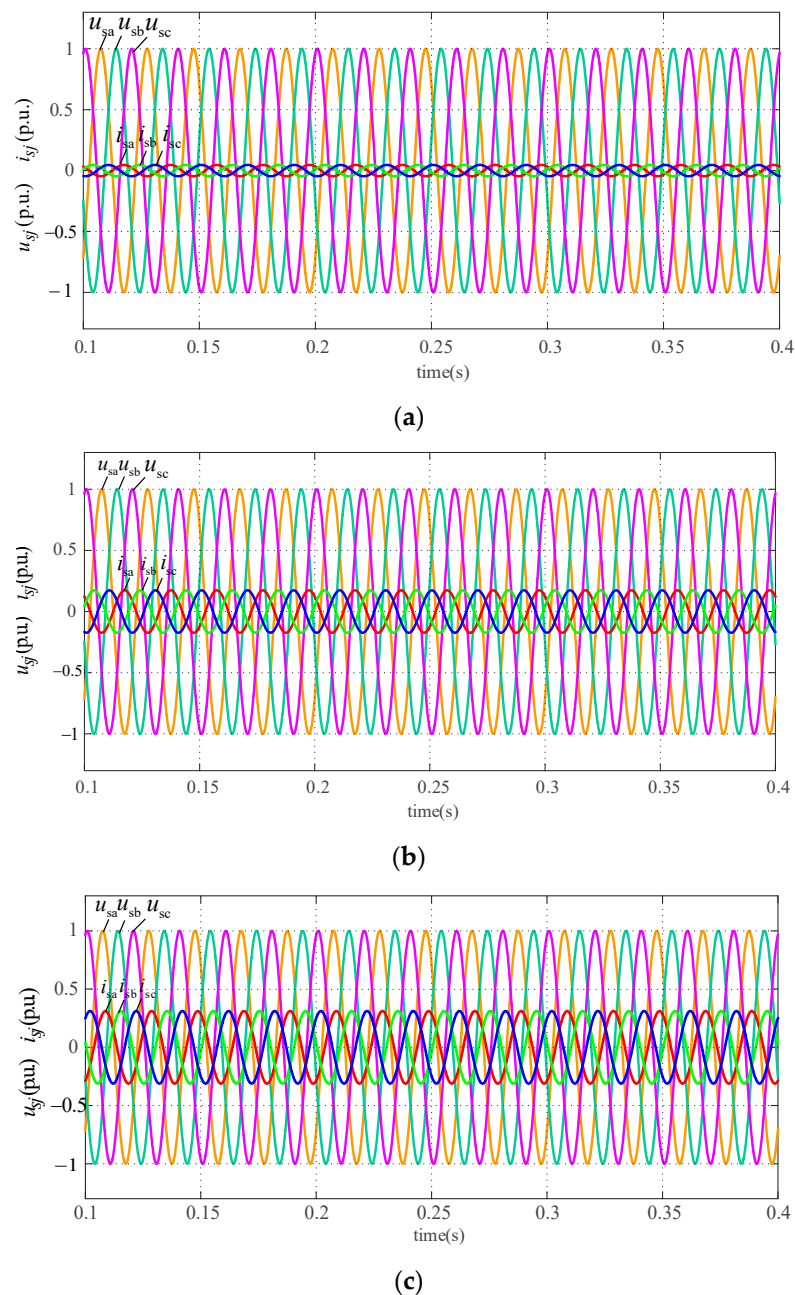 u_sa u_sb u_sc
1
0.5
i_sa i_sb i_sc
0
−0.5
−1
u_sj (p.u.) i_sj (p.u.)
0.1 0.15 0.2 0.25 0.3 0.35 0.4
time(s)
(a)
u_sa u_sb u_sc
1
0.5
i_sa i_sb i_sc
0
−0.5
−1
u_sj (p.u) i_sj (p.u)
0.1 0.15 0.2 0.25 0.3 0.35 0.4
time(s)
(b)
u_sa u_sb u_sc
1
0.5
i_sa i_sb i_sc
0
−0.5
−1
u_sj (p.u.) i_sj (p.u.)
0.1 0.15 0.2 0.25 0.3 0.35 0.4
time(s)
(c)